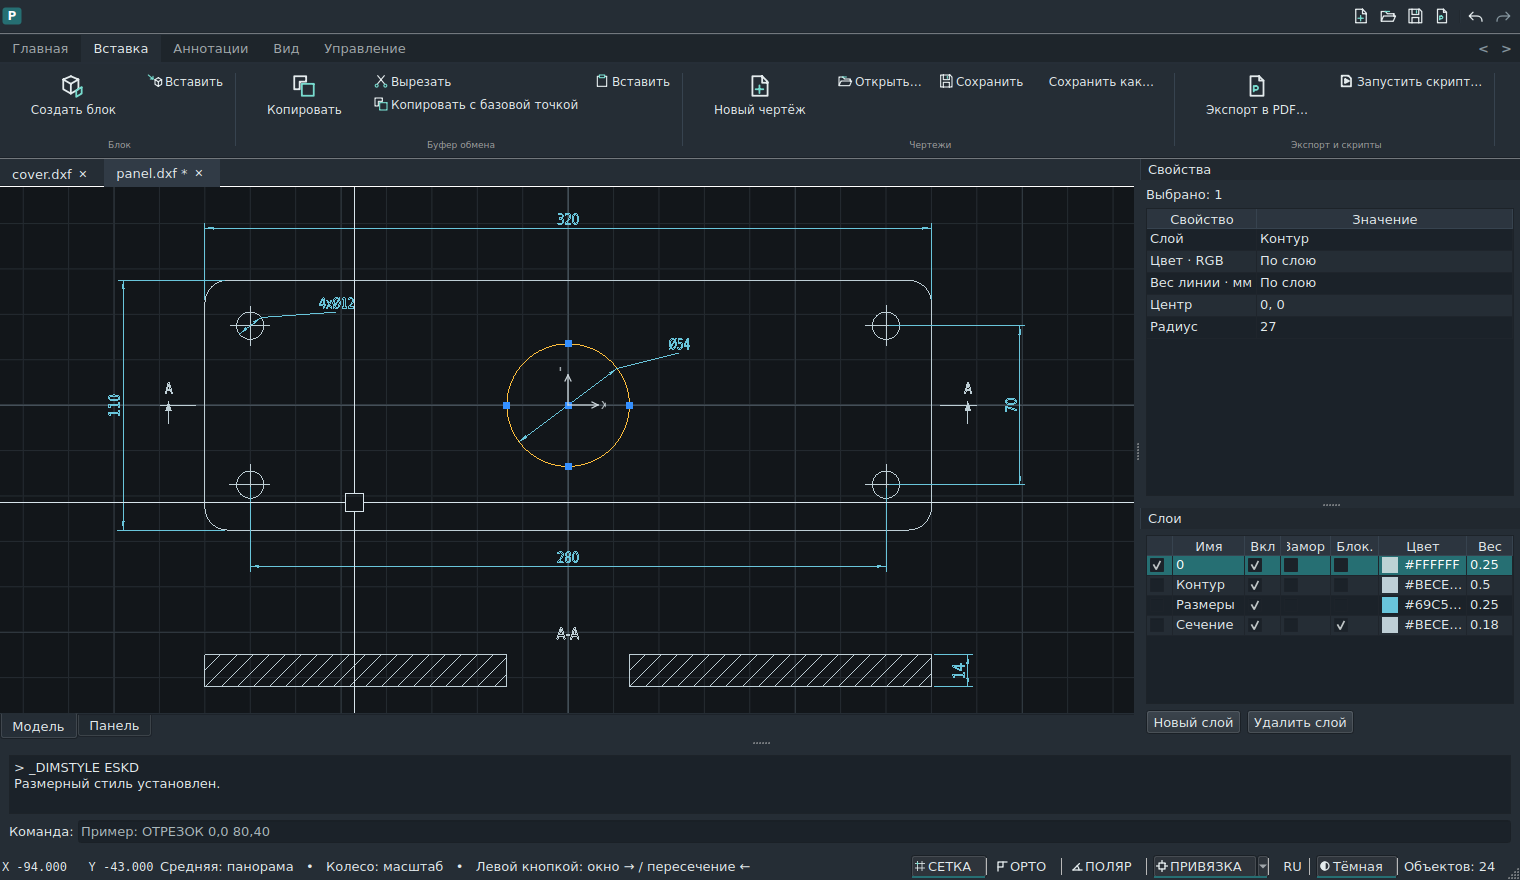 P
Главная Вставка Аннотации Вид Управление < >
Создать блок
Вставить
Блок
Копировать
Вырезать
Копировать с базовой точкой
Вставить
Буфер обмена
Новый чертёж
Открыть...
Сохранить
Сохранить как...
Чертежи
Экспорт в PDF...
Запустить скрипт...
Экспорт и скрипты
cover.dxf × panel.dxf * ×
320
4xØ12
Ø54
A A
110
70
X
280
A-A
14
Модель Панель
Свойства
Выбрано: 1
Свойство Значение
Слой Контур
Цвет · RGB По слою
Вес линии · мм По слою
Центр 0, 0
Радиус 27
Слои
Имя Вкл Замор Блок. Цвет Вес
0 #FFFFFF 0.25
Контур #BECE... 0.5
Размеры #69C5... 0.25
Сечение #BECE... 0.18
Новый слой Удалить слой
> _DIMSTYLE ESKD
Размерный стиль установлен.
Команда: Пример: ОТРЕЗОК 0,0 80,40
X -94.000 Y -43.000 Средняя: панорама • Колесо: масштаб • Левой кнопкой: окно → / пересечение ← СЕТКА ОРТО ПОЛЯР ПРИВЯЗКА RU Тёмная Объектов: 24